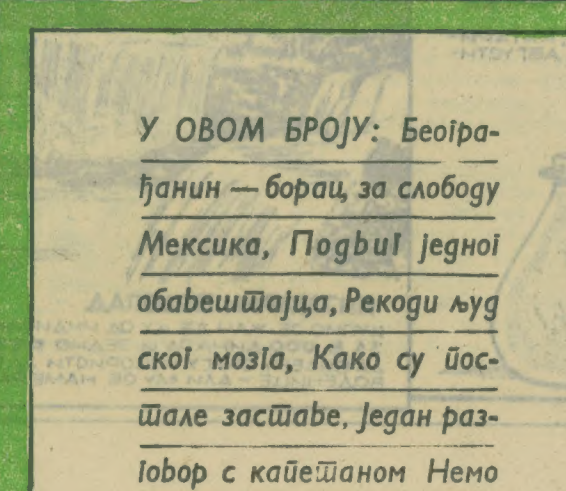 У ОВОМ БРОЈУ: Београ-
ђанин — борац за слободу
Мексика, Подвиг једног
обавештајца, Рекоди људ
ског мозга, Како су пос-
тале заставе, Један раз-
говор с капетаном Немо